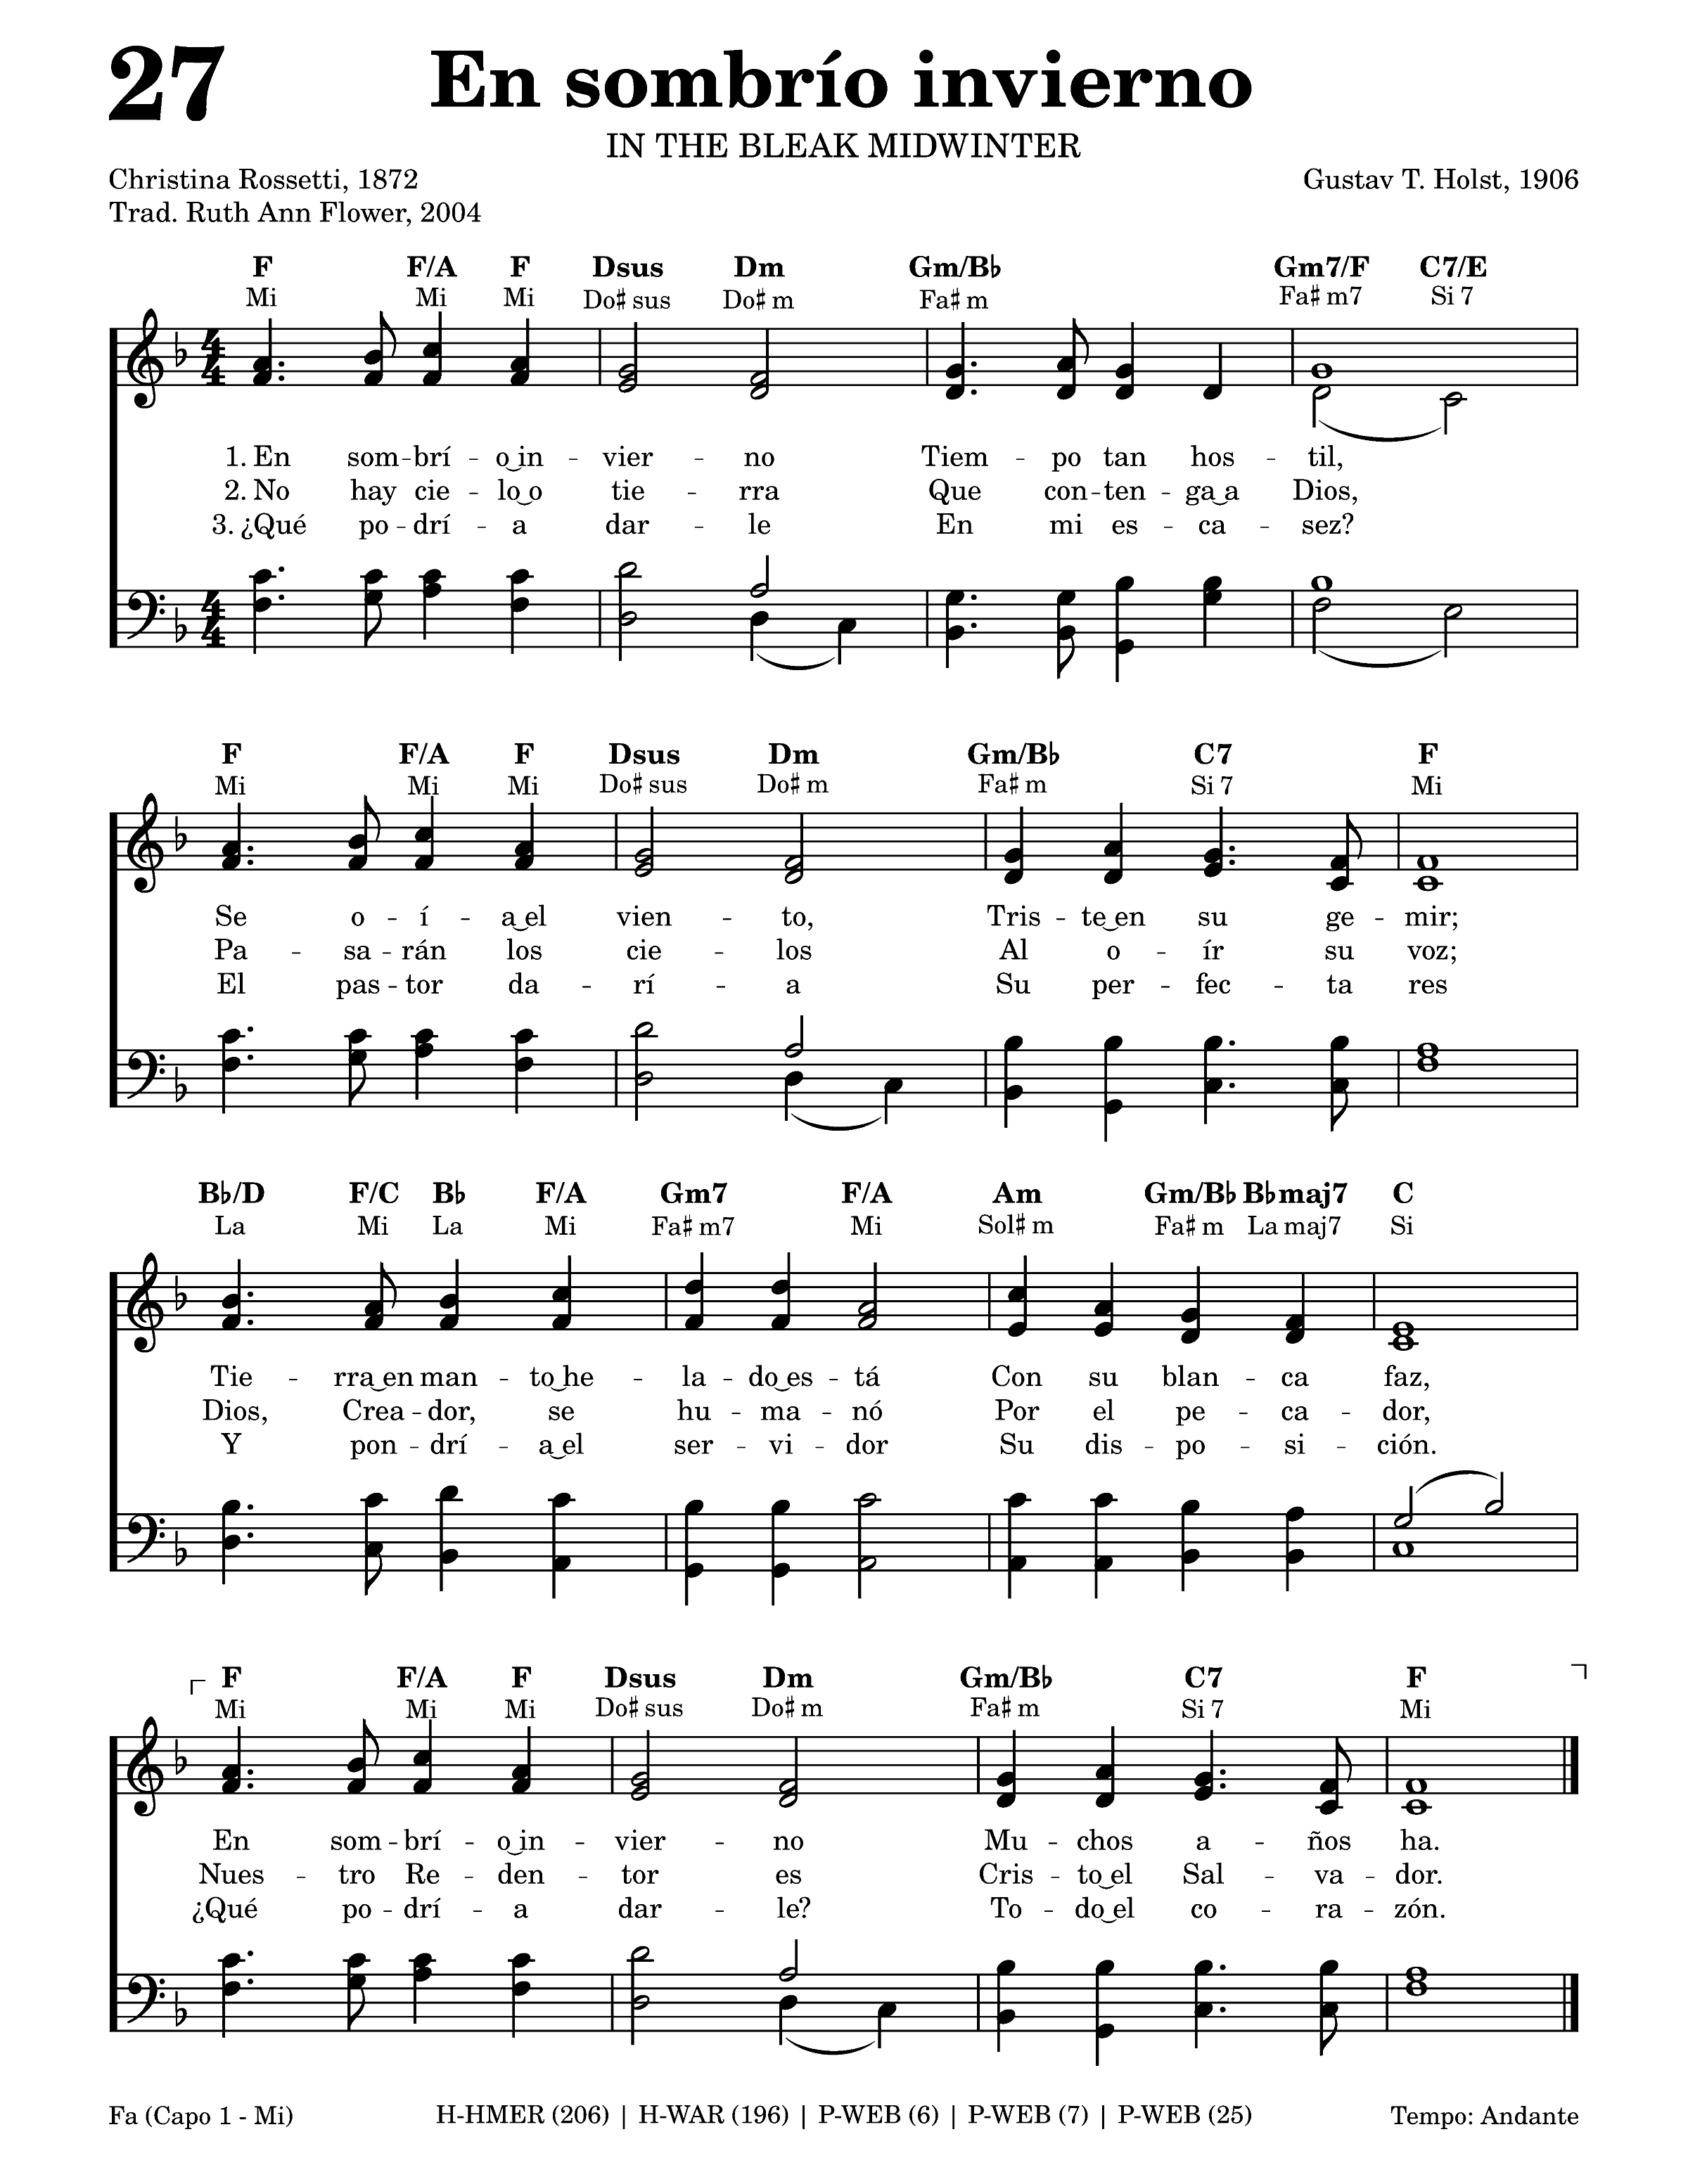 27 En sombrío invierno
IN THE BLEAK MIDWINTER
Christina Rossetti, 1872 Gustav T. Holst, 1906
Trad. Ruth Ann Flower, 2004
F F/A F Dsus Dm Gm/B♭ Gm7/F C7/E
Mi Mi Mi Do♯ sus Do♯ m Fa♯ m Fa♯ m7 Si 7
1. En som – brí – o‿in – vier – no Tiem – po tan hos – til,
2. No hay cie – lo‿o tie – rra Que con – ten – ga‿a Dios,
3. ¿Qué po – drí – a dar – le En mi es – ca – sez?
F F/A F Dsus Dm Gm/B♭ C7 F
Mi Mi Mi Do♯ sus Do♯ m Fa♯ m Si 7 Mi
Se o – í – a‿el vien – to, Tris – te‿en su ge – mir;
Pa – sa – rán los cie – los Al o – ír su voz;
El pas – tor da – rí – a Su per – fec – ta res
B♭/D F/C B♭ F/A Gm7 F/A Am Gm/B♭ B♭maj7 C
La Mi La Mi Fa♯ m7 Mi Sol♯ m Fa♯ m La maj7 Si
Tie – rra‿en man – to‿he – la – do‿es – tá Con su blan – ca faz,
Dios, Crea – dor, se hu – ma – nó Por el pe – ca – dor,
Y pon – drí – a‿el ser – vi – dor Su dis – po – si – ción.
F F/A F Dsus Dm Gm/B♭ C7 F
Mi Mi Mi Do♯ sus Do♯ m Fa♯ m Si 7 Mi
En som – brí – o‿in – vier – no Mu – chos a – ños ha.
Nues – tro Re – den – tor es Cris – to‿el Sal – va – dor.
¿Qué po – drí – a dar – le? To – do‿el co – ra – zón.
Fa (Capo 1 - Mi) H-HMER (206) | H-WAR (196) | P-WEB (6) | P-WEB (7) | P-WEB (25) Tempo: Andante